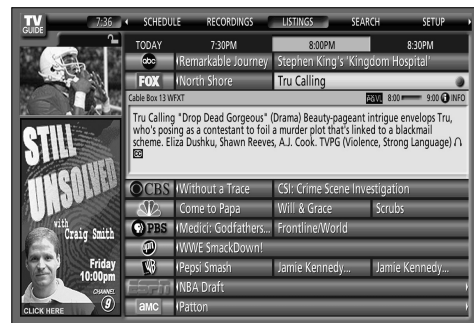 TV
GUIDE
7:36 SCHEDULE RECORDINGS LISTINGS SEARCH SETUP
TODAY 7:30PM 8:00PM 8:30PM
abc Remarkable Journey Stephen King's 'Kingdom Hospital'
FOX North Shore Tru Calling
Cable Box 13 WFXT 8:00 9:00 INFO
Tru Calling "Drop Dead Gorgeous" (Drama) Beauty-pageant intrigue envelops Tru,
who's posing as a contestant to foil a murder plot that's linked to a blackmail
scheme. Eliza Dushku, Shawn Reeves, A.J. Cook. TVPG (Violence, Strong Language)
CC
CBS Without a Trace CSI: Crime Scene Investigation
Come to Papa Will & Grace Scrubs
PBS Medici: Godfathers... Frontline/World
upn WWE SmackDown!
WB Pepsi Smash Jamie Kennedy... Jamie Kennedy...
ESPN NBA Draft
amc Patton
STILL
UNSOLVED
with
Craig Smith
Friday
10:00pm
CHANNEL
9
CLICK HERE